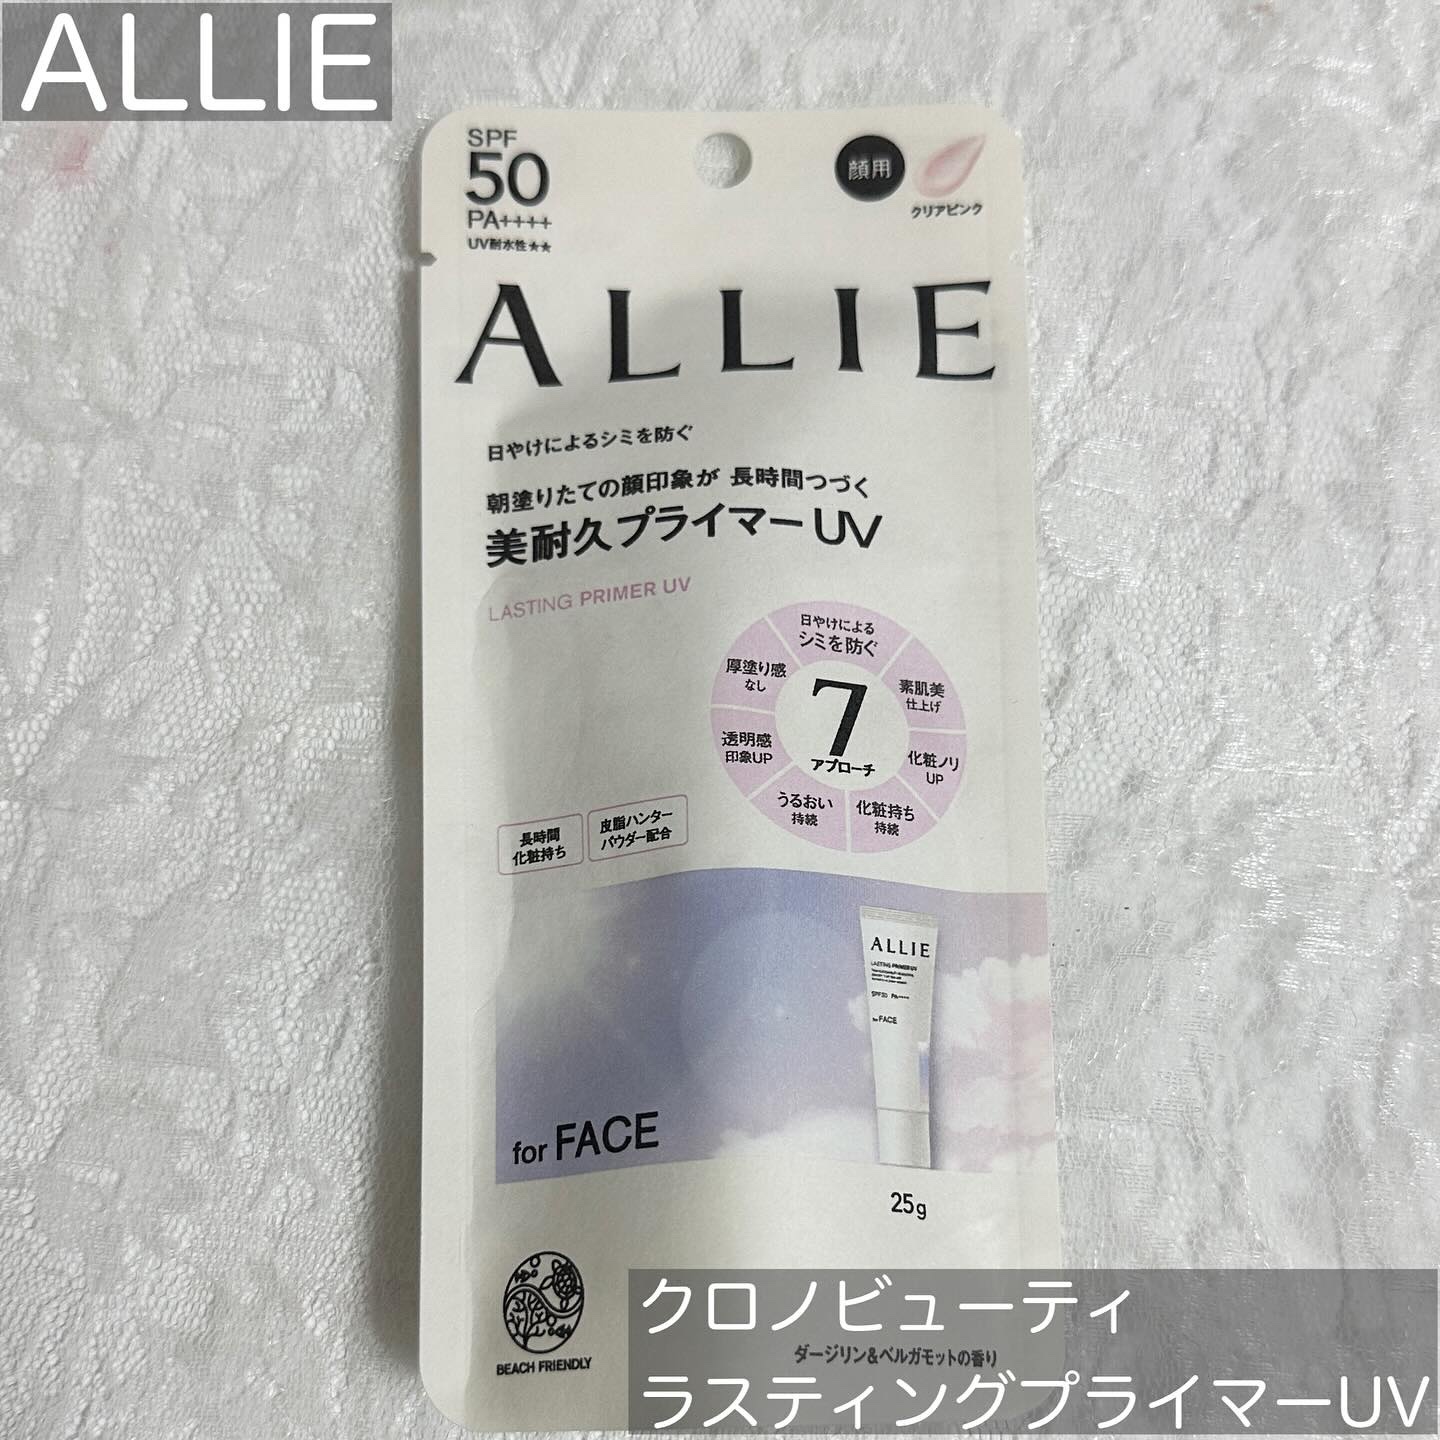 ALLIE
SPF
50
PA++++
UV耐水性★★
顔用
クリアピンク
ALLIE
日やけによるシミを防ぐ
朝塗りたての顔印象が 長時間つづく
美耐久プライマーUV
LASTING PRIMER UV
日やけによる
シミを防ぐ
素肌美
仕上げ
化粧ノリ
UP
化粧持ち
持続
うるおい
持続
透明感
印象UP
厚塗り感
なし
7
アプローチ
長時間
化粧持ち
皮脂ハンター
パウダー配合
ALLIE
LASTING PRIMER UV
SPF50 PA++++
for FACE
for FACE
25g
BEACH FRIENDLY
クロノビューティ
ダージリン&ベルガモットの香り
ラスティングプライマーUV